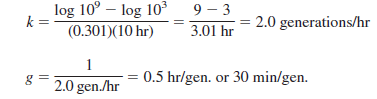 k = log 10⁹ − log 10³ / (0.301)(10 hr) = 9 − 3 / 3.01 hr = 2.0 generations/hr
g = 1 / 2.0 gen./hr = 0.5 hr/gen. or 30 min/gen.